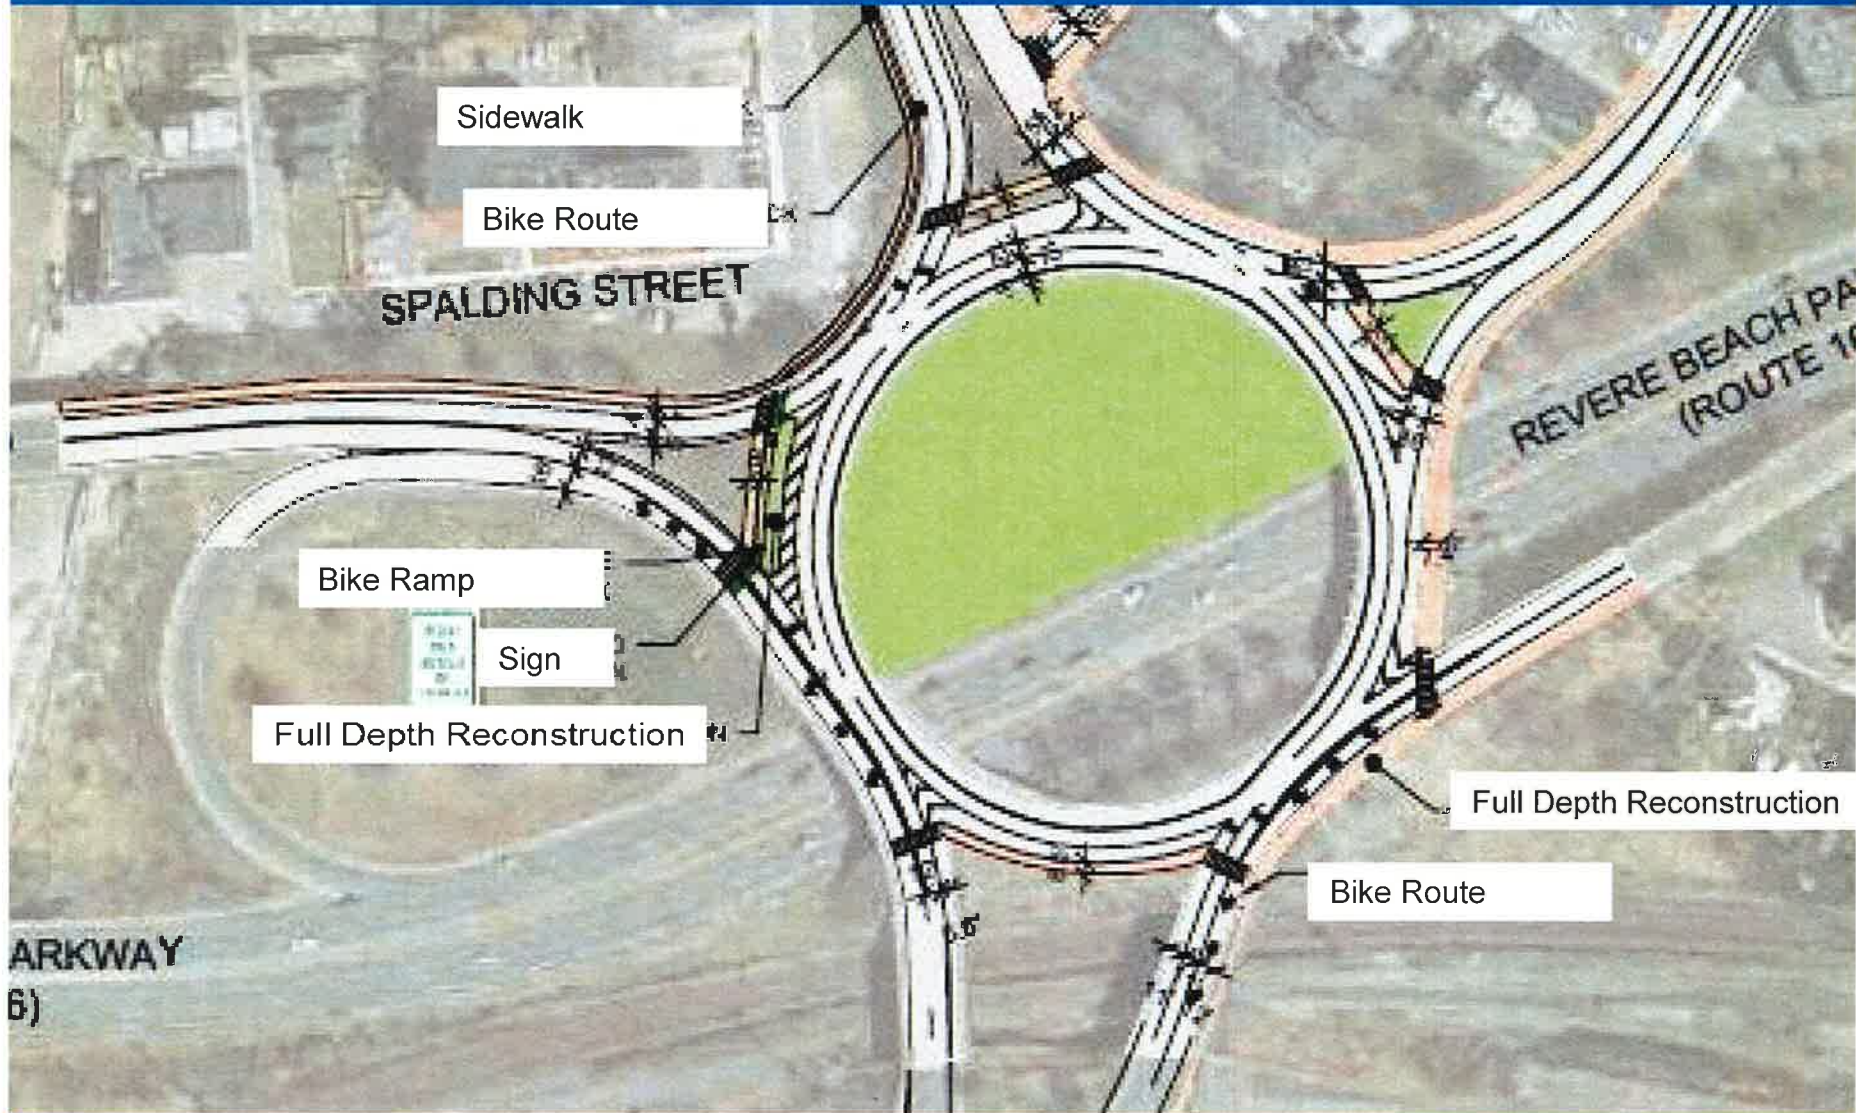 Sidewalk
Bike Route
SPALDING STREET
REVERE BEACH PA
(ROUTE 16
Bike Ramp
Sign
Full Depth Reconstruction
Full Depth Reconstruction
Bike Route
ARKWAY
6)